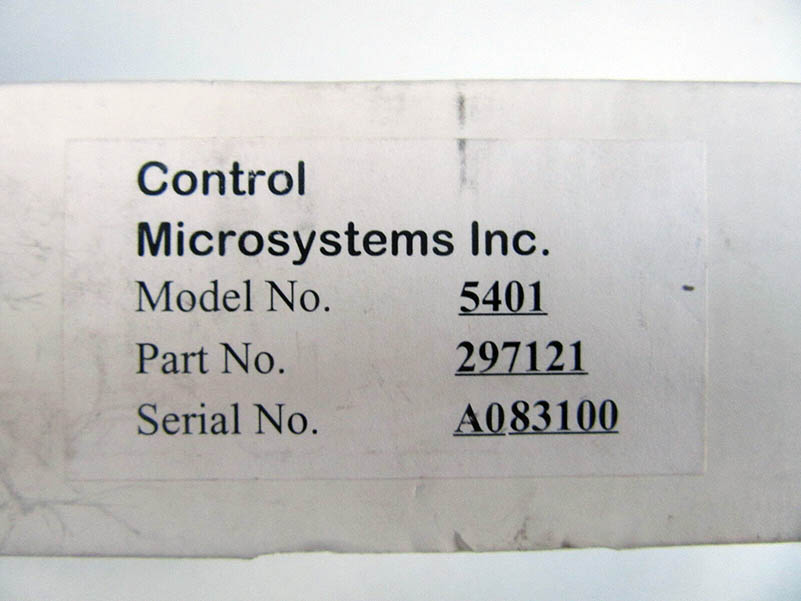 Control
Microsystems Inc.
Model No. 5401
Part No. 297121
Serial No. A083100